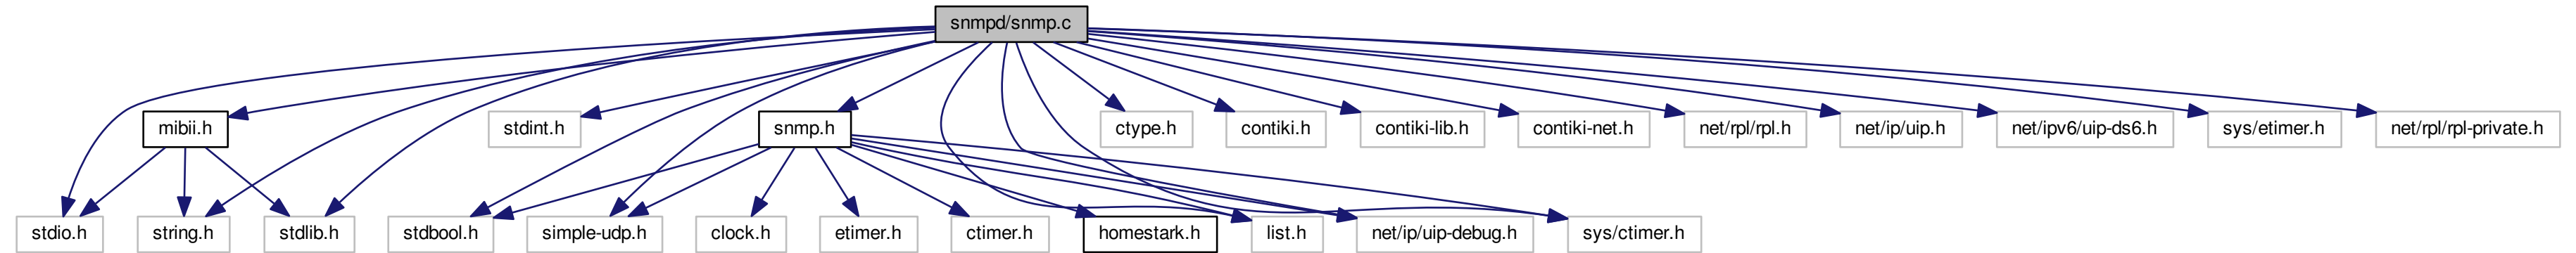 snmpd/snmp.c
mibii.h
stdint.h
snmp.h
ctype.h
contiki.h
contiki-lib.h
contiki-net.h
net/rpl/rpl.h
net/ip/uip.h
net/ipv6/uip-ds6.h
sys/etimer.h
net/rpl/rpl-private.h
stdio.h
string.h
stdlib.h
stdbool.h
simple-udp.h
clock.h
etimer.h
ctimer.h
homestark.h
list.h
net/ip/uip-debug.h
sys/ctimer.h